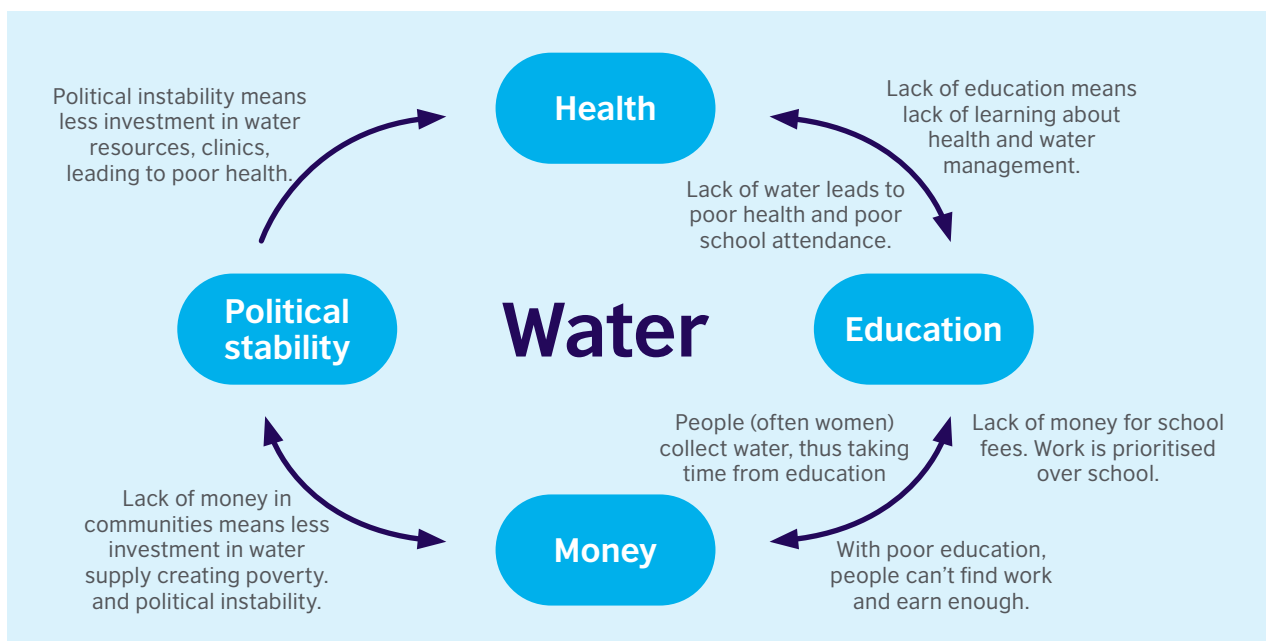 Health
Political instability means
less investment in water
resources, clinics,
leading to poor health.
Lack of education means
lack of learning about
health and water
management.
Lack of water leads to
poor health and poor
school attendance.
Political
stability
Water
Education
People (often women)
collect water, thus taking
time from education
Lack of money for school
fees. Work is prioritised
over school.
Lack of money in
communities means less
investment in water
supply creating poverty.
and political instability.
Money
With poor education,
people can’t find work
and earn enough.